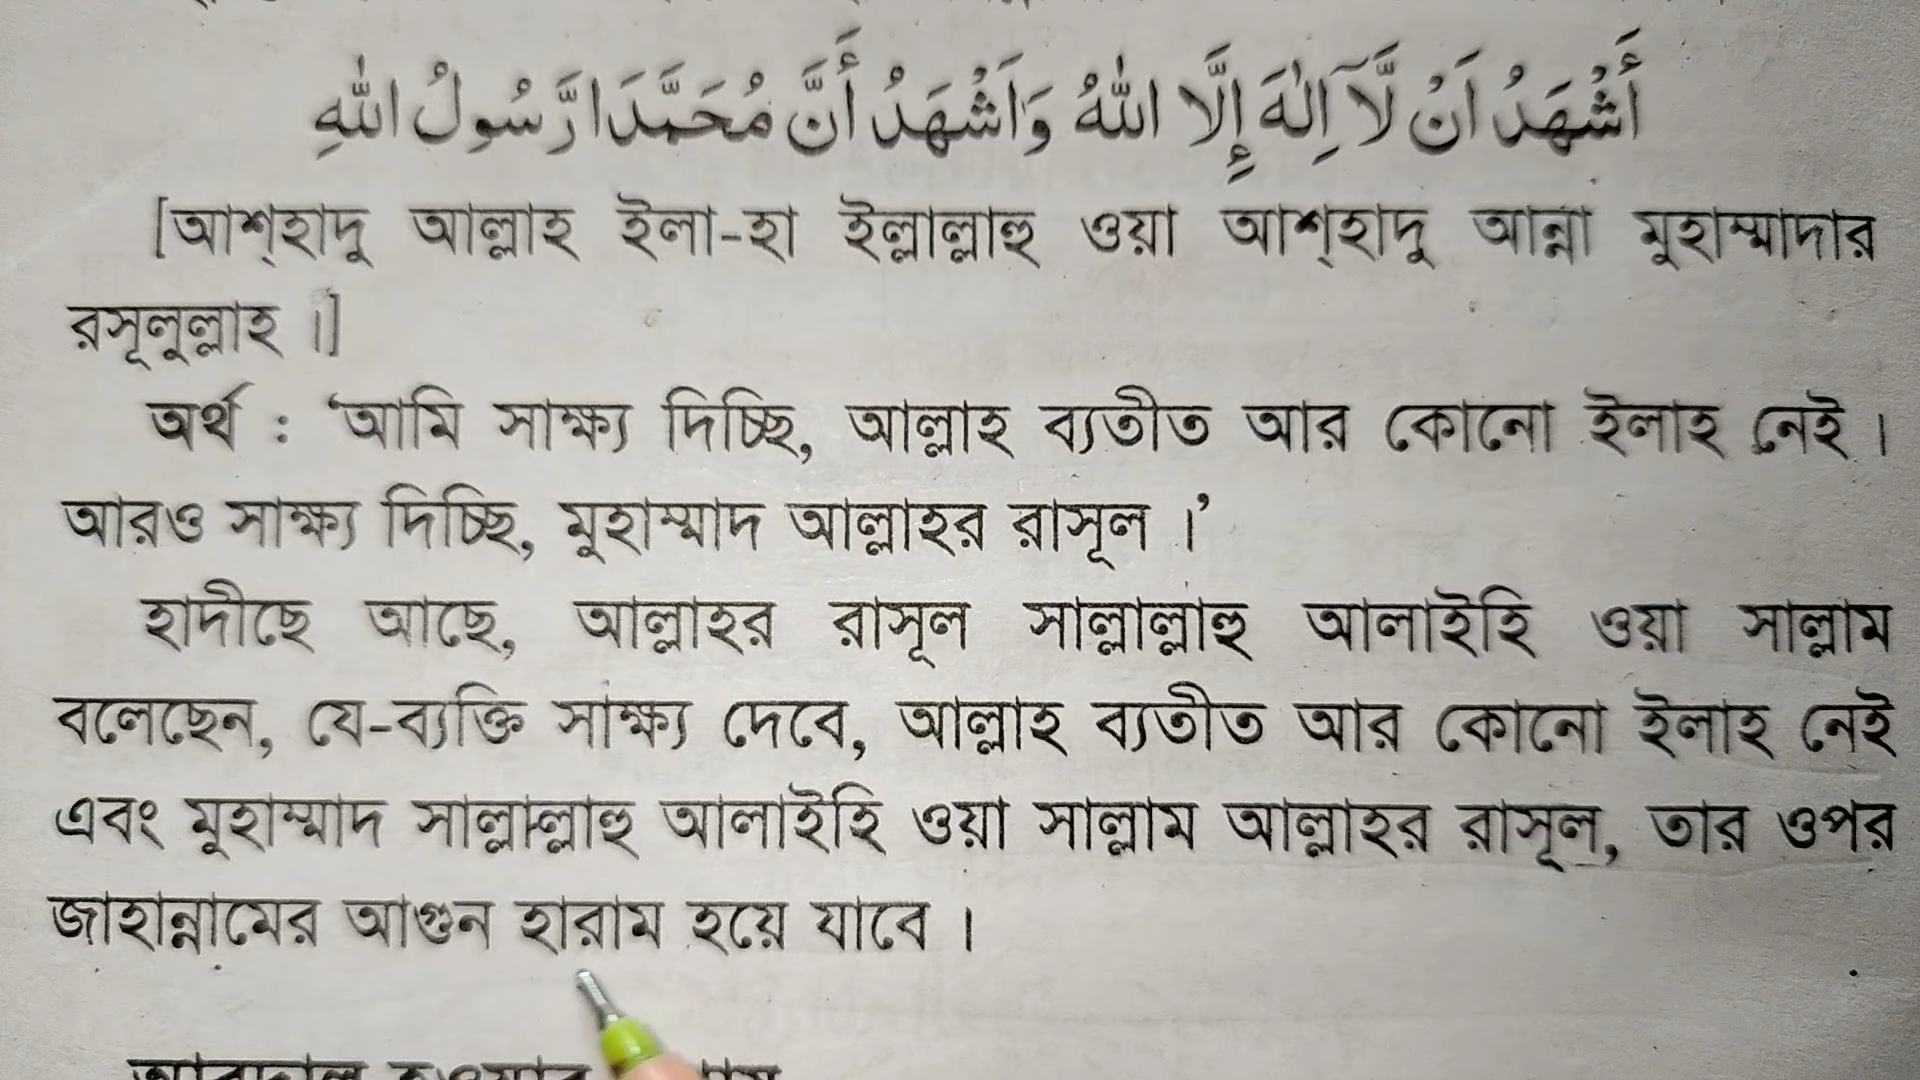 أَشْهَدُ اَنْ لَّآ اِلٰهَ إِلَّا اللّٰهُ وَاَشْهَدُ أَنَّ مُحَمَّدَا رَّسُولُ اللّٰهِ
[আশ্‌হাদু আল্লাহ ইলা-হা ইল্লাল্লাহু ওয়া আশ্‌হাদু আন্না মুহাম্মাদার
রসূলুল্লাহ ।]
অর্থ : ‘আমি সাক্ষ্য দিচ্ছি, আল্লাহ ব্যতীত আর কোনো ইলাহ নেই ।
আরও সাক্ষ্য দিচ্ছি, মুহাম্মাদ আল্লাহর রাসূল ।’
হাদীছে আছে, আল্লাহর রাসূল সাল্লাল্লাহু আলাইহি ওয়া সাল্লাম
বলেছেন, যে-ব্যক্তি সাক্ষ্য দেবে, আল্লাহ ব্যতীত আর কোনো ইলাহ নেই
এবং মুহাম্মাদ সাল্লাল্লাহু আলাইহি ওয়া সাল্লাম আল্লাহর রাসূল, তার ওপর
জাহান্নামের আগুন হারাম হয়ে যাবে ।